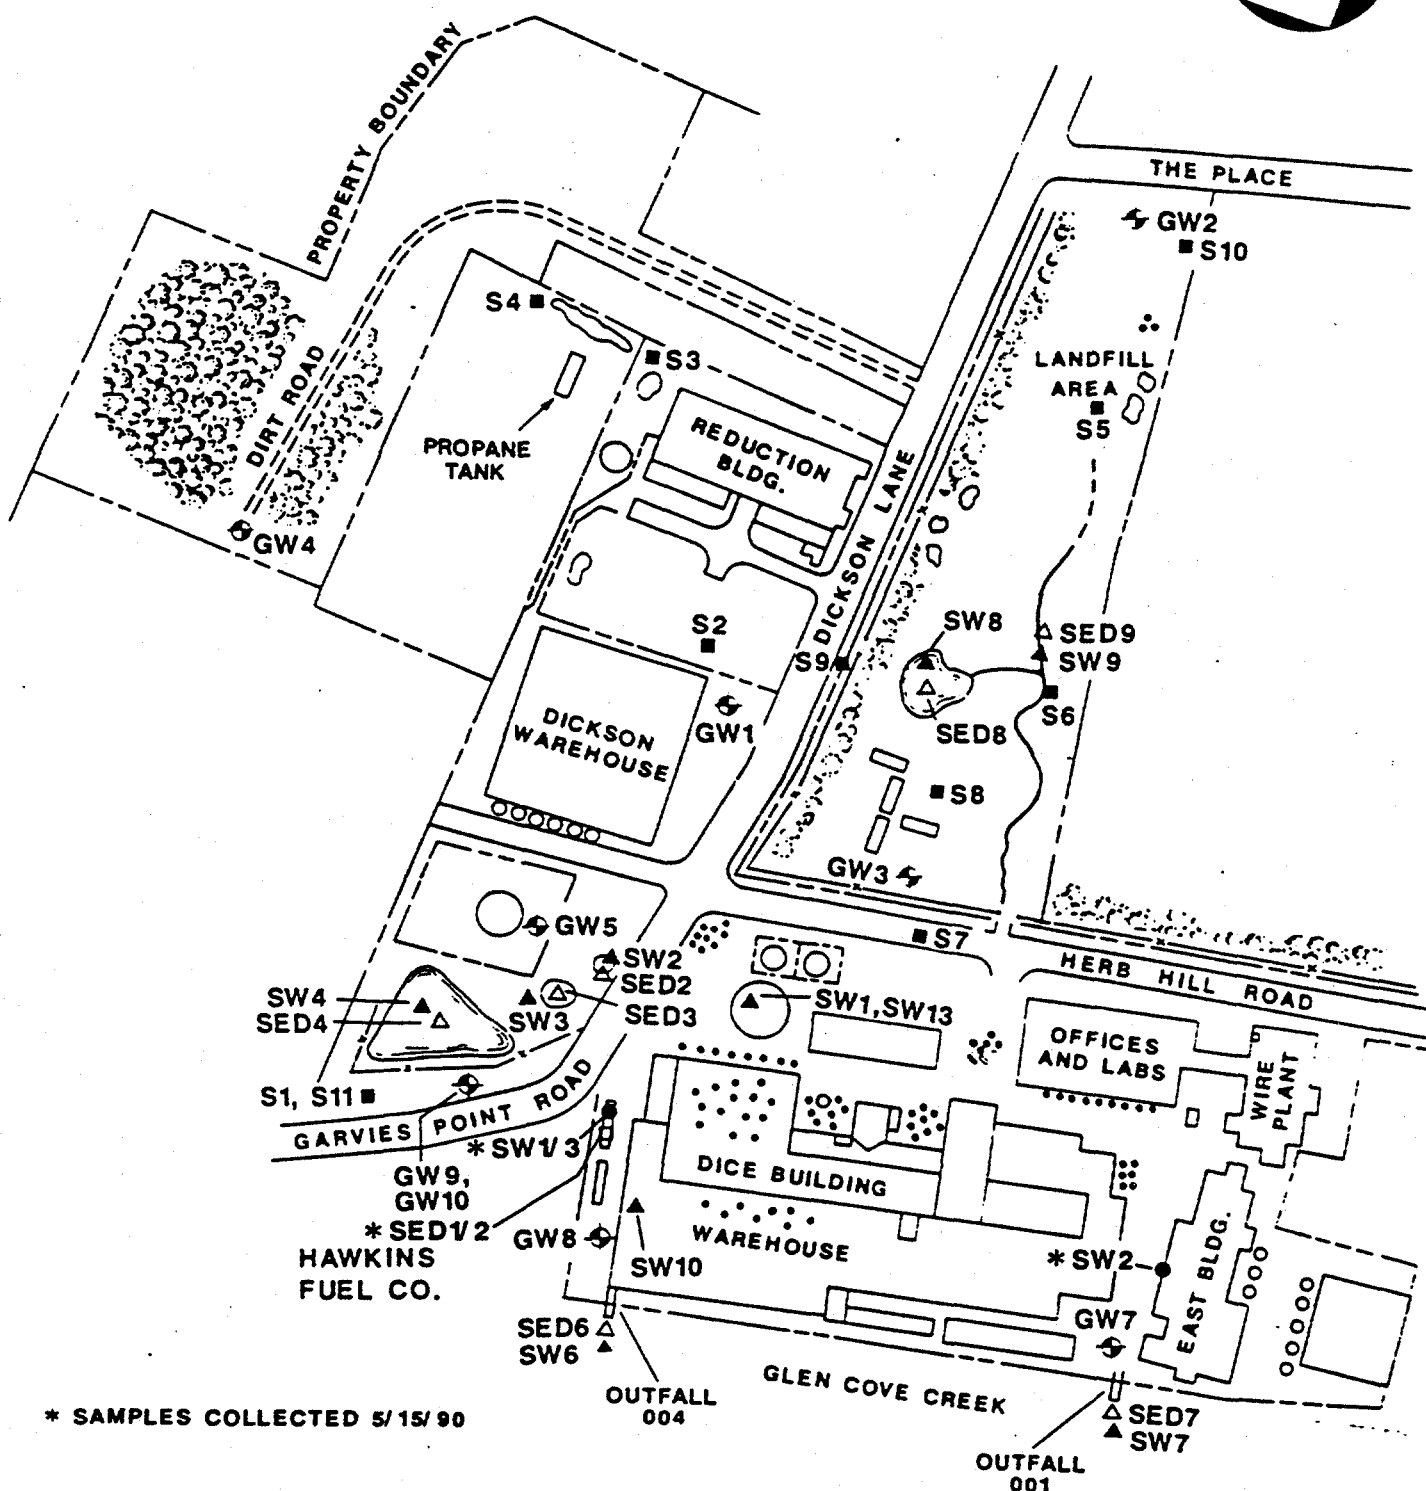 PROPERTY BOUNDARY
THE PLACE
GW2
S10
S4
S3
LANDFILL
AREA
S5
DIRT ROAD
PROPANE
TANK
REDUCTION
BLDG.
DICKSON LANE
GW4
S2
SW8
SED9
SW9
S9
S6
GW1
SED8
DICKSON
WAREHOUSE
S8
GW3
GW5
S7
SW2
SED2
HERB HILL ROAD
SW4
SED4
SW3
SED3
SW1, SW13
OFFICES
AND LABS
WIRE
PLANT
S1, S11
GARVIES POINT ROAD
* SW1/3
GW9,
GW10
DICE BUILDING
* SED1/2
GW8
WAREHOUSE
HAWKINS
FUEL CO.
SW10
* SW2
EAST BLDG.
SED6
SW6
GW7
OUTFALL
004
GLEN COVE CREEK
* SAMPLES COLLECTED 5/15/90
SED7
SW7
OUTFALL
001